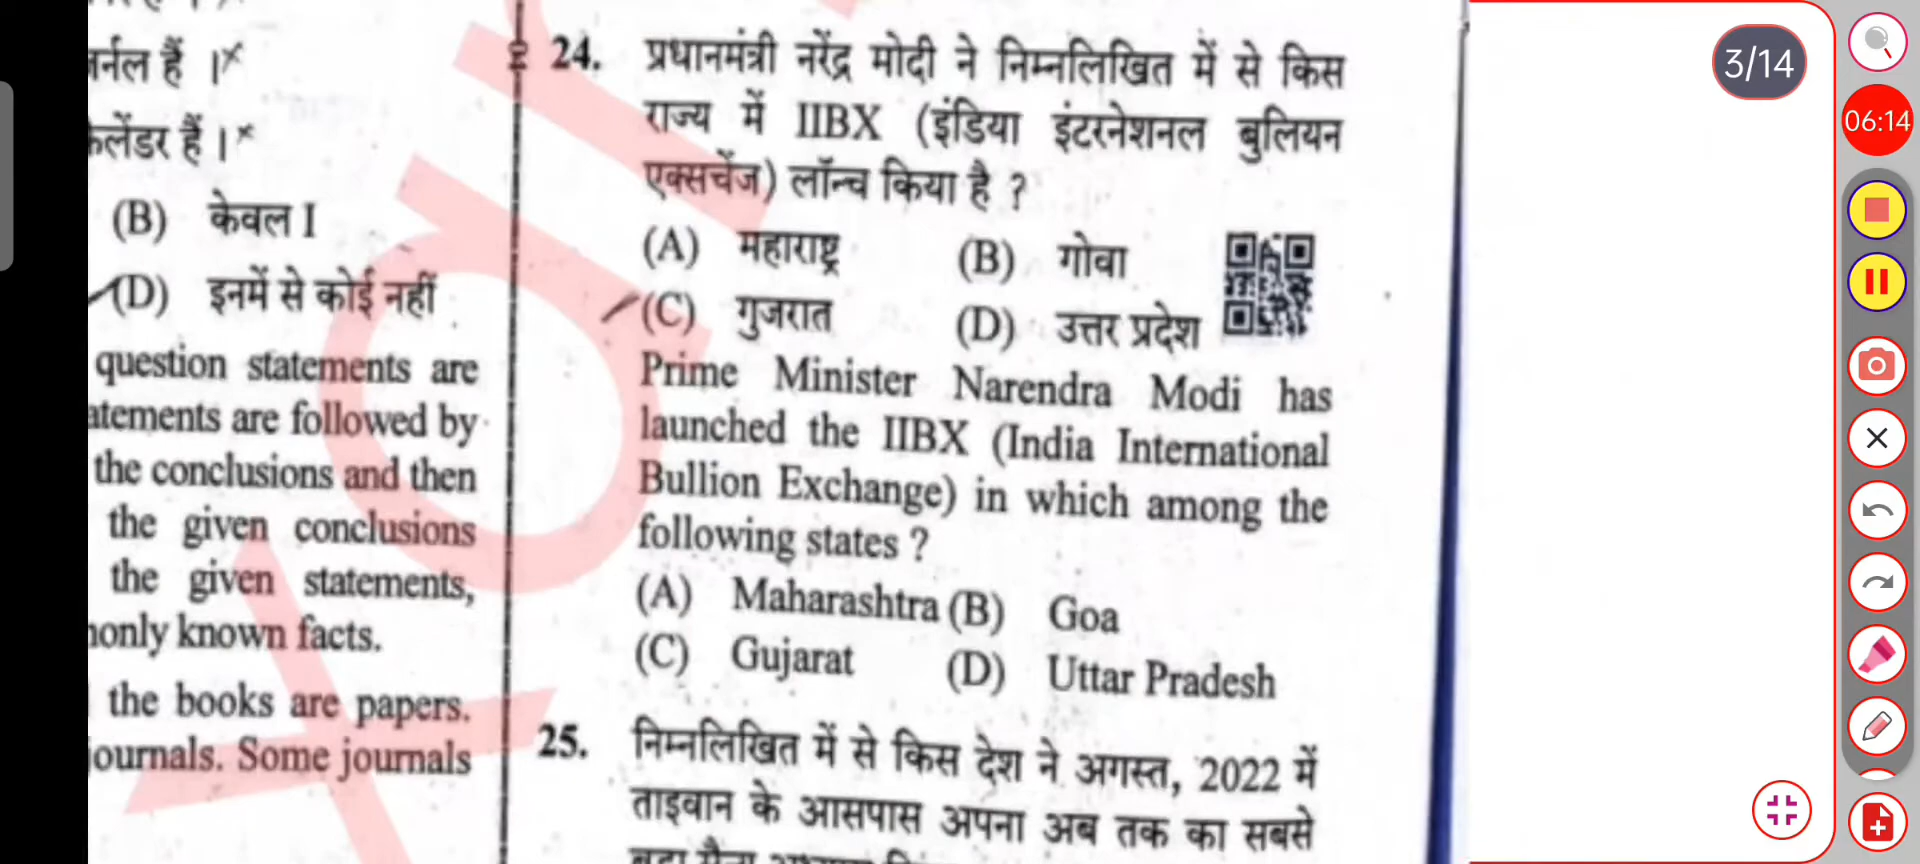 र्नल हैं ।
कैलेंडर हैं ।
(B) केवल I
(D) इनमें से कोई नहीं
question statements are
atements are followed by
the conclusions and then
the given conclusions
the given statements,
only known facts.
the books are papers.
ournals. Some journals
24. प्रधानमंत्री नरेंद्र मोदी ने निम्नलिखित में से किस
राज्य में IIBX (इंडिया इंटरनेशनल बुलियन
एक्सचेंज) लॉन्च किया है ?
(A) महाराष्ट्र (B) गोवा
(C) गुजरात (D) उत्तर प्रदेश
Prime Minister Narendra Modi has
launched the IIBX (India International
Bullion Exchange) in which among the
following states ?
(A) Maharashtra (B) Goa
(C) Gujarat (D) Uttar Pradesh
25. निम्नलिखित में से किस देश ने अगस्त, 2022 में
ताइवान के आसपास अपना अब तक का सबसे
3/14
06:14